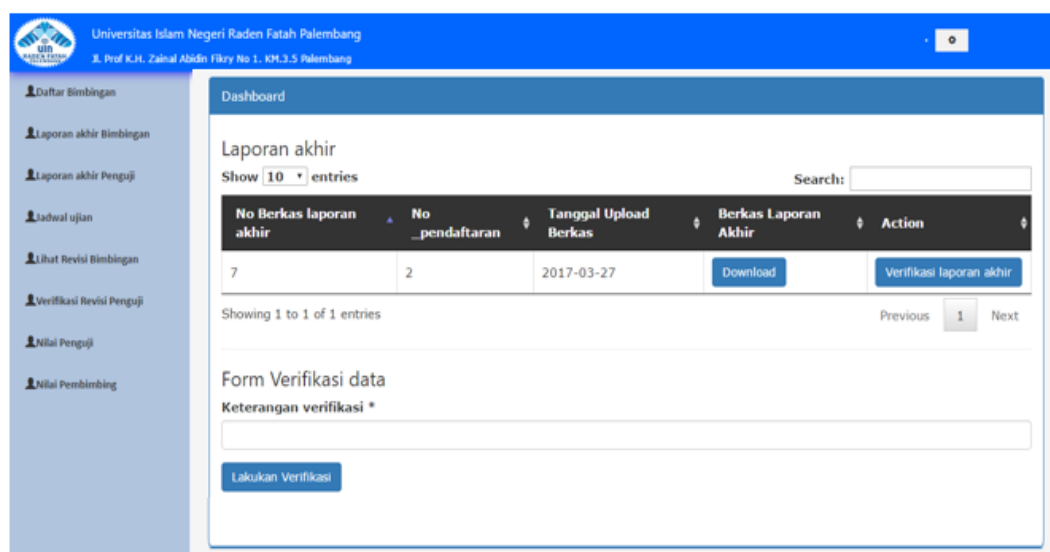 Universitas Islam Negeri Raden Fatah Palembang
Jl. Prof K.H. Zainal Abidin Fikry No 1. KM.3.5 Palembang
uin
RADEN FATAH
Daftar Bimbingan
Laporan akhir Bimbingan
Laporan akhir Penguji
Jadwal ujian
Lihat Revisi Bimbingan
Verifikasi Revisi Penguji
Nilai Penguji
Nilai Pembimbing
Dashboard
Laporan akhir
Show 10 entries
Search:
No Berkas laporan akhir No _pendaftaran Tanggal Upload Berkas Berkas Laporan Akhir Action
7 2 2017-03-27 Download Verifikasi laporan akhir
Showing 1 to 1 of 1 entries
Previous 1 Next
Form Verifikasi data
Keterangan verifikasi *
Lakukan Verifikasi